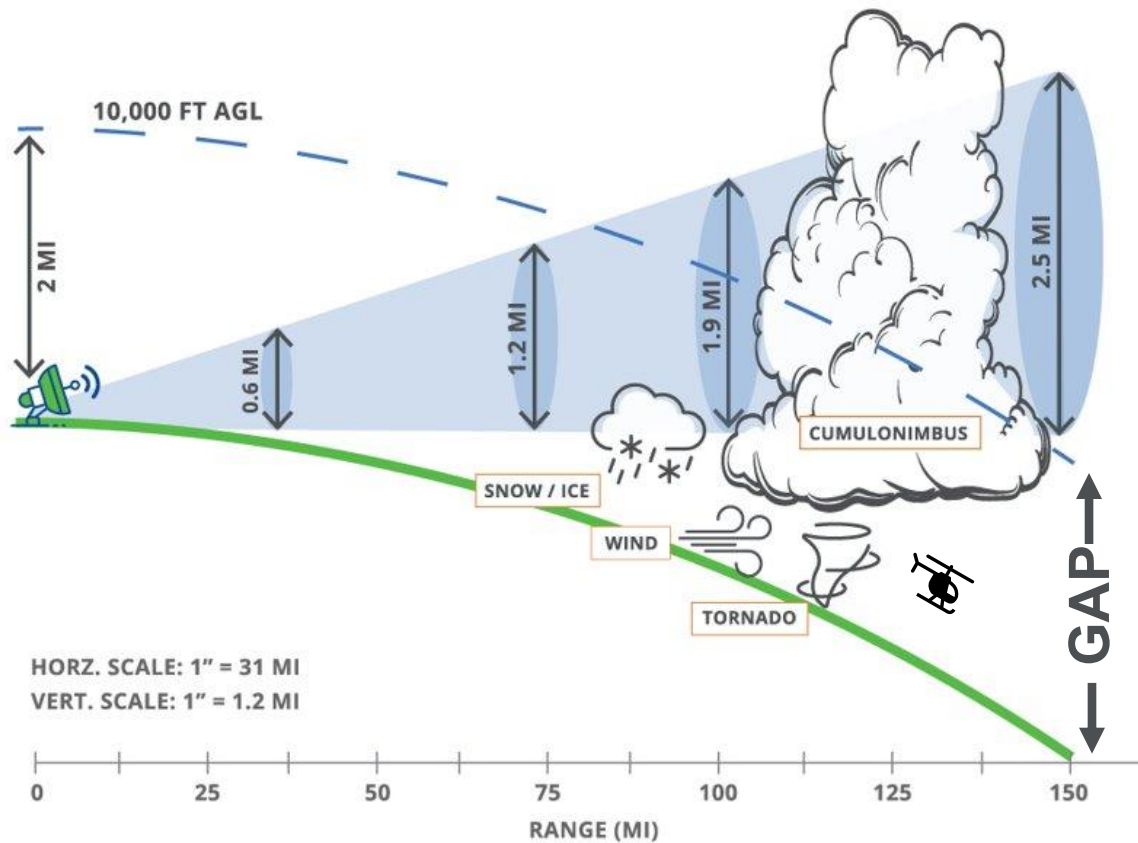 10,000 FT AGL
2 MI
0.6 MI
1.2 MI
1.9 MI
2.5 MI
CUMULONIMBUS
SNOW / ICE
WIND
TORNADO
GAP
HORZ. SCALE: 1” = 31 MI
VERT. SCALE: 1” = 1.2 MI
0 25 50 75 100 125 150
RANGE (MI)